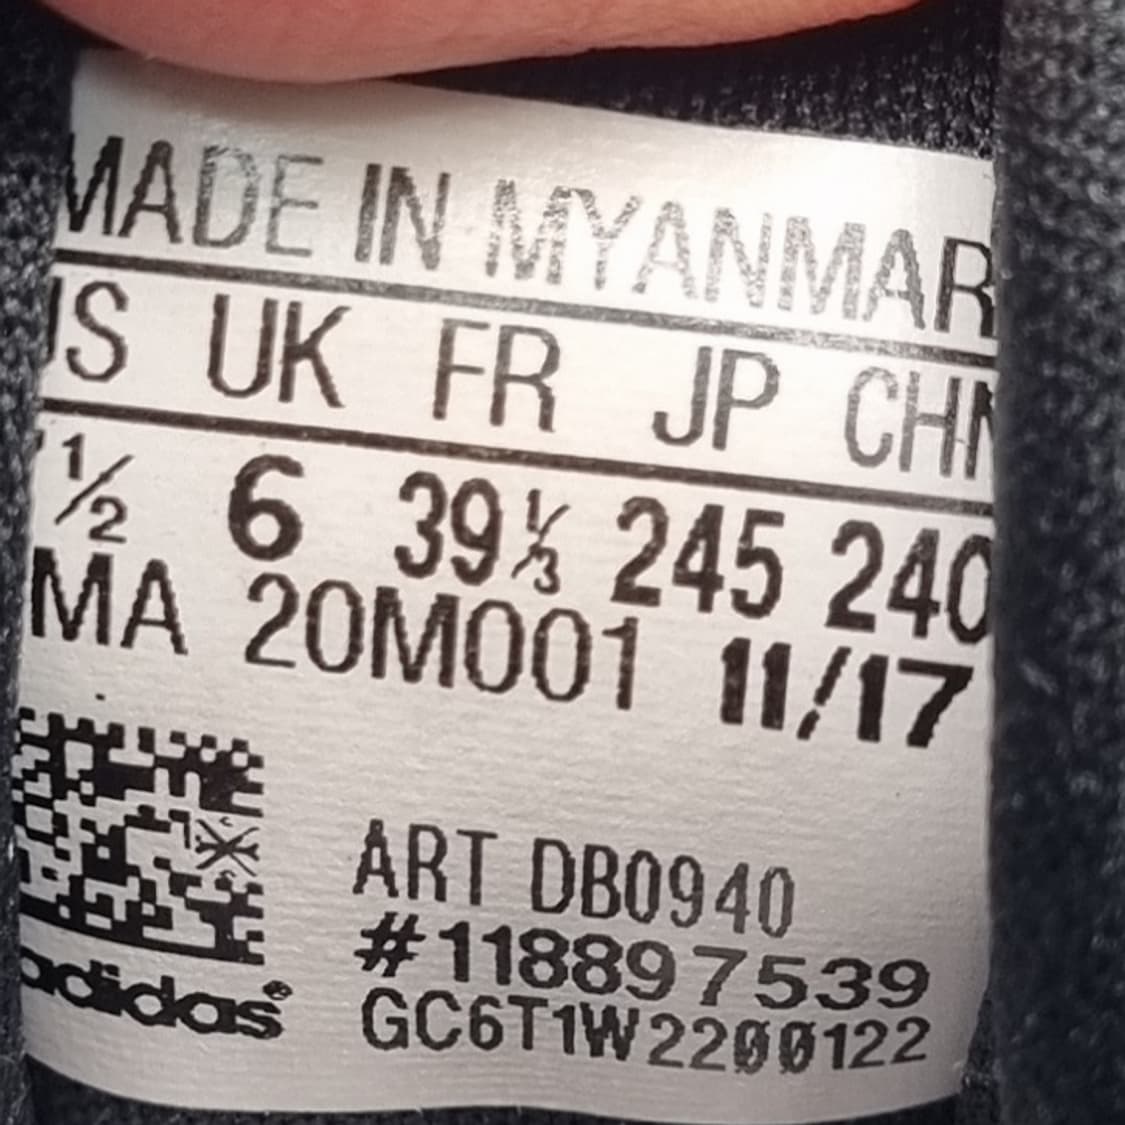 MADE IN MYANMAR
US UK FR JP CHN
½ 6 39⅓ 245 240
MA 20M001 11/17
ART DB0940
#118897539
GC6T1W2200122
adidas®